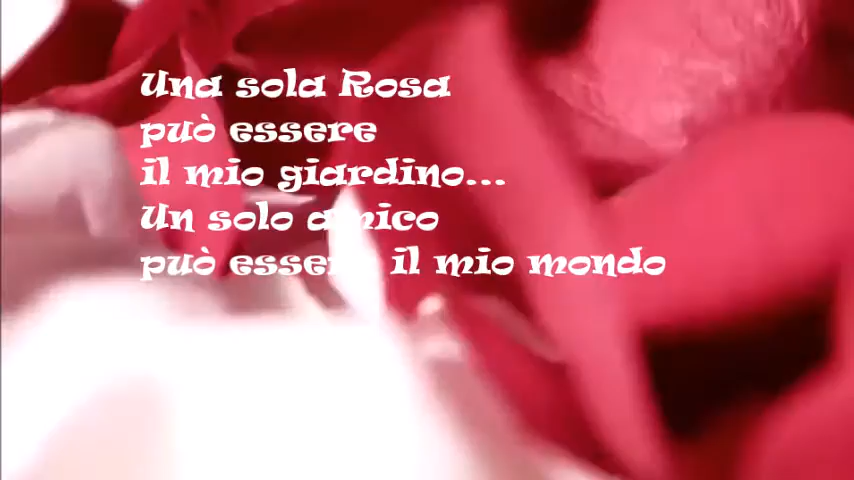 Una sola Rosa
può essere
il mio giardino...
Un solo amico
può essere il mio mondo